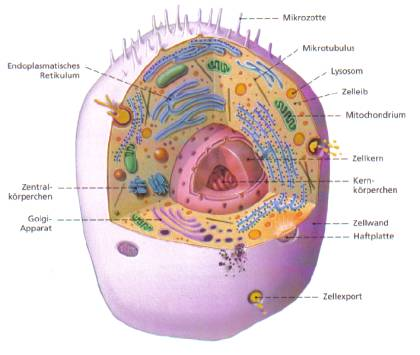 Mikrozotte
Mikrotubulus
Endoplasmatisches
Retikulum
Lysosom
Zelleib
Mitochondrium
Zellkern
Kern-
körperchen
Zentral-
körperchen
Golgi-
Apparat
Zellwand
Haftplatte
Zellexport